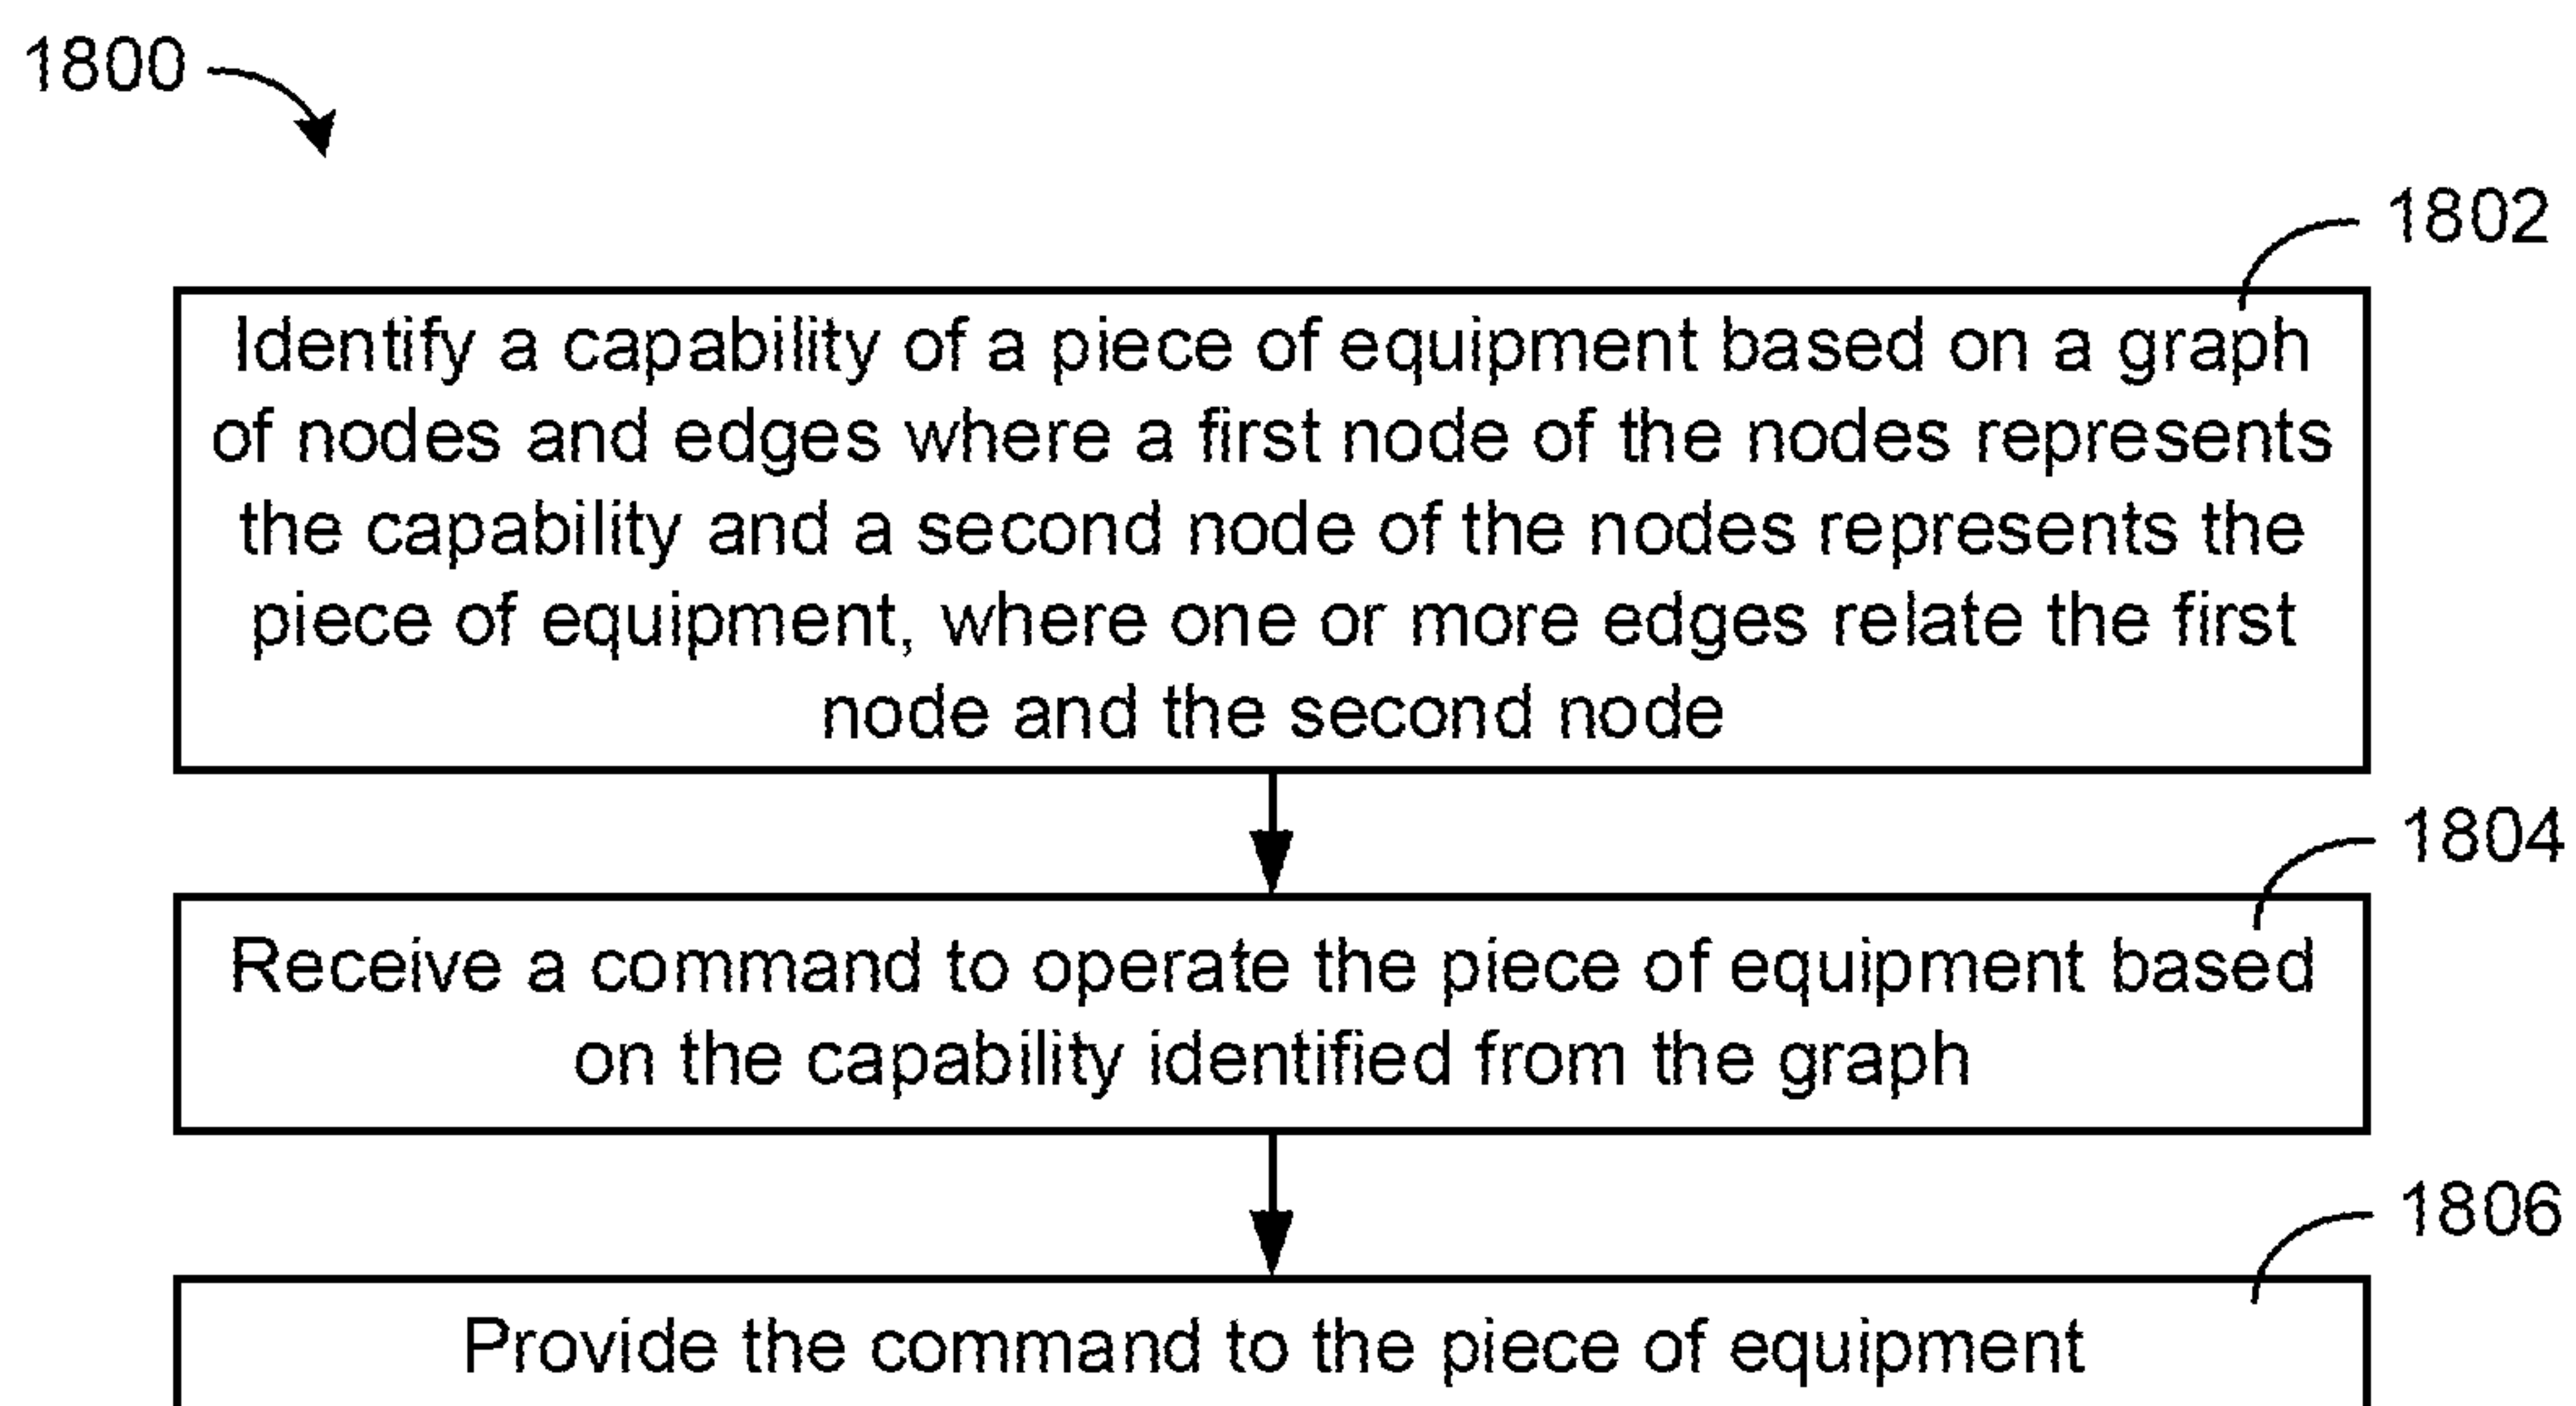 1800
1802
Identify a capability of a piece of equipment based on a graph
of nodes and edges where a first node of the nodes represents
the capability and a second node of the nodes represents the
piece of equipment, where one or more edges relate the first
node and the second node
1804
Receive a command to operate the piece of equipment based
on the capability identified from the graph
1806
Provide the command to the piece of equipment